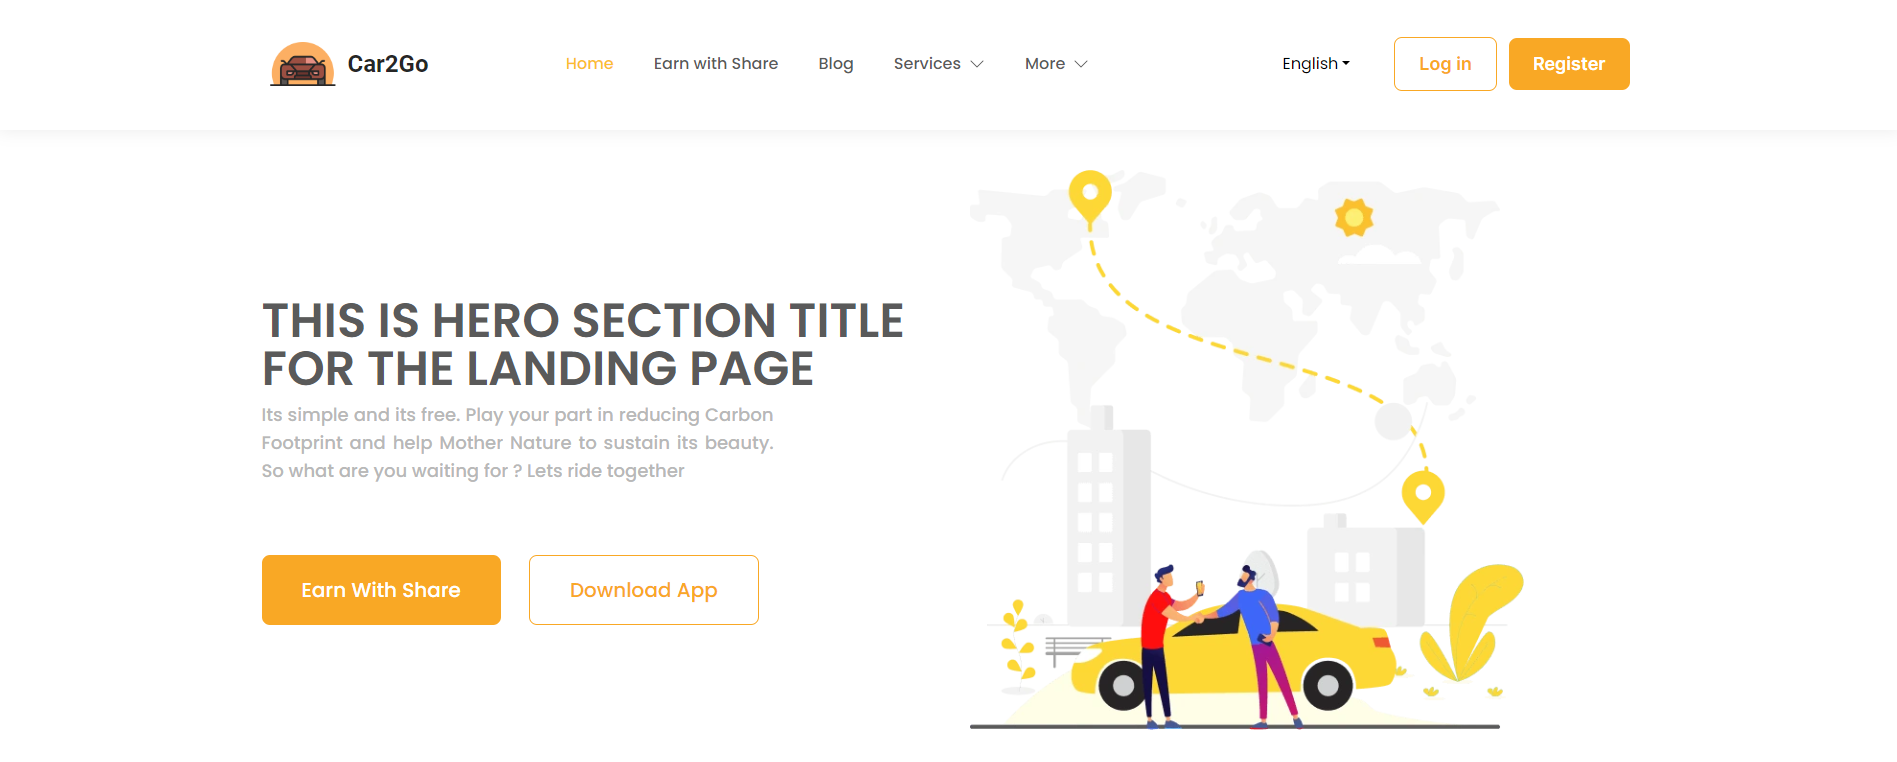 Car2Go
Home
Earn with Share
Blog
Services
More
English
Log in
Register
THIS IS HERO SECTION TITLE
FOR THE LANDING PAGE
Its simple and its free. Play your part in reducing Carbon
Footprint and help Mother Nature to sustain its beauty.
So what are you waiting for ? Lets ride together
Earn With Share
Download App